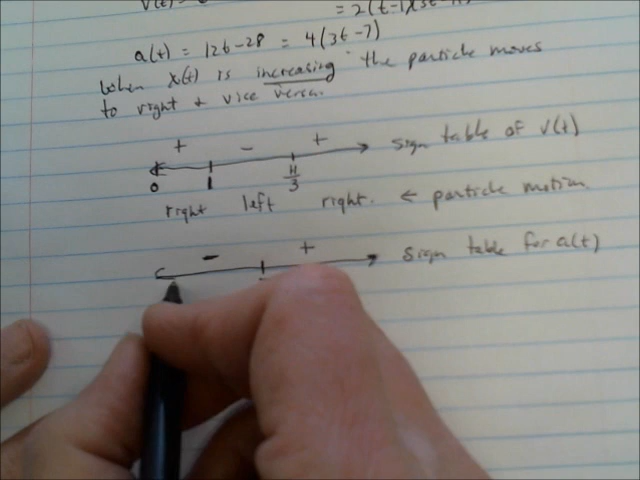 v(t) =
= 2(t-1)(3t-11)
a(t) = 12t-28 = 4(3t-7)
When x(t) is increasing the particle moves
to right & vice versa.
+ - +
0 1 11/3
sign table of v(t)
right left right. ← particle motion.
- +
sign table for a(t)